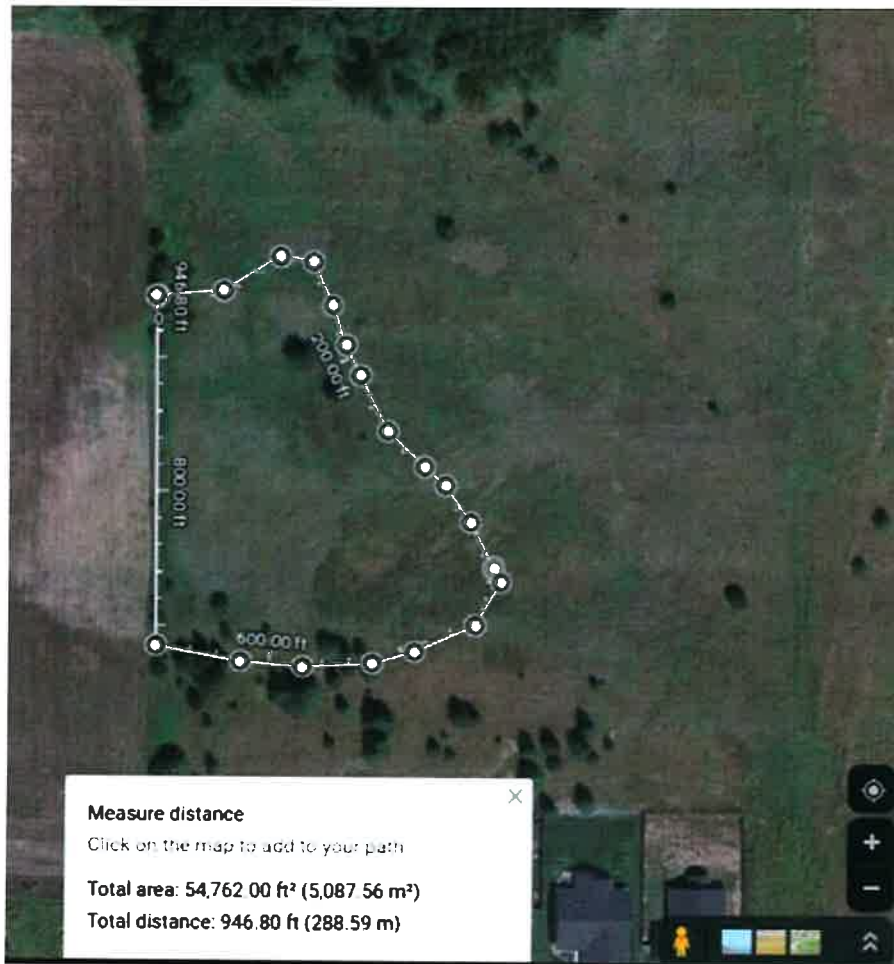 946.80 ft
200.00 ft
800.00 ft
600.00 ft
Measure distance
Click on the map to add to your path
Total area: 54,762.00 ft² (5,087.56 m²)
Total distance: 946.80 ft (288.59 m)